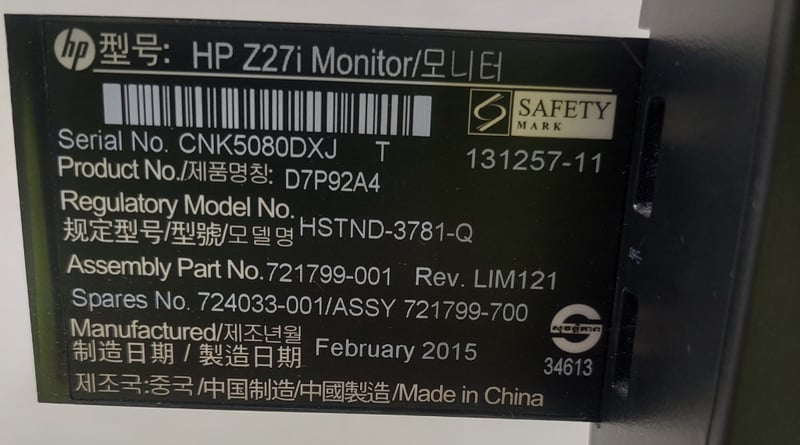 hp 型号: HP Z27i Monitor/모니터
SAFETY
MARK
Serial No. CNK5080DXJ T 131257-11
Product No./제품명칭: D7P92A4
Regulatory Model No.
规定型号/型號/모델명 HSTND-3781-Q
Assembly Part No. 721799-001 Rev. LIM121
Spares No. 724033-001/ASSY 721799-700
Manufactured/제조년월
制造日期 / 製造日期 February 2015
34613
제조국:중국/中国制造/中國製造/Made in China